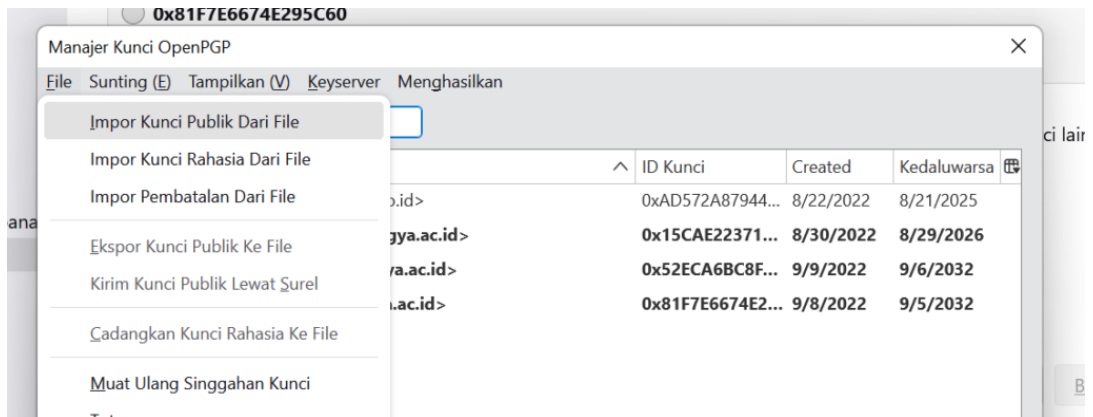 0x81F7E6674E295C60
Manajer Kunci OpenPGP
File Sunting (E) Tampilkan (V) Keyserver Menghasilkan
Impor Kunci Publik Dari File
ci lain
Impor Kunci Rahasia Dari File
ID Kunci Created Kedaluwarsa
Impor Pembatalan Dari File
.id> 0xAD572A87944... 8/22/2022 8/21/2025
ana
Ekspor Kunci Publik Ke File
gya.ac.id> 0x15CAE22371... 8/30/2022 8/29/2026
ya.ac.id> 0x52ECA6BC8F... 9/9/2022 9/6/2032
Kirim Kunci Publik Lewat Surel
.ac.id> 0x81F7E6674E2... 9/8/2022 9/5/2032
Cadangkan Kunci Rahasia Ke File
Muat Ulang Singgahan Kunci
B